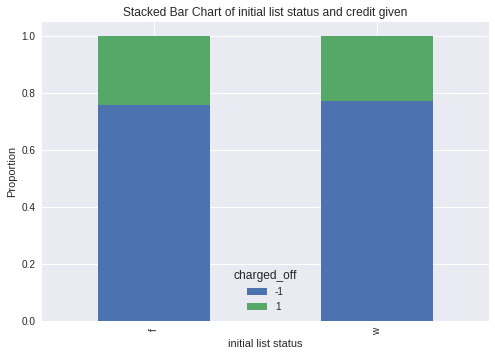 Stacked Bar Chart of initial list status and credit given
1.0
0.8
0.6
0.4
0.2
0.0
Proportion
charged_off
-1
1
f
w
initial list status